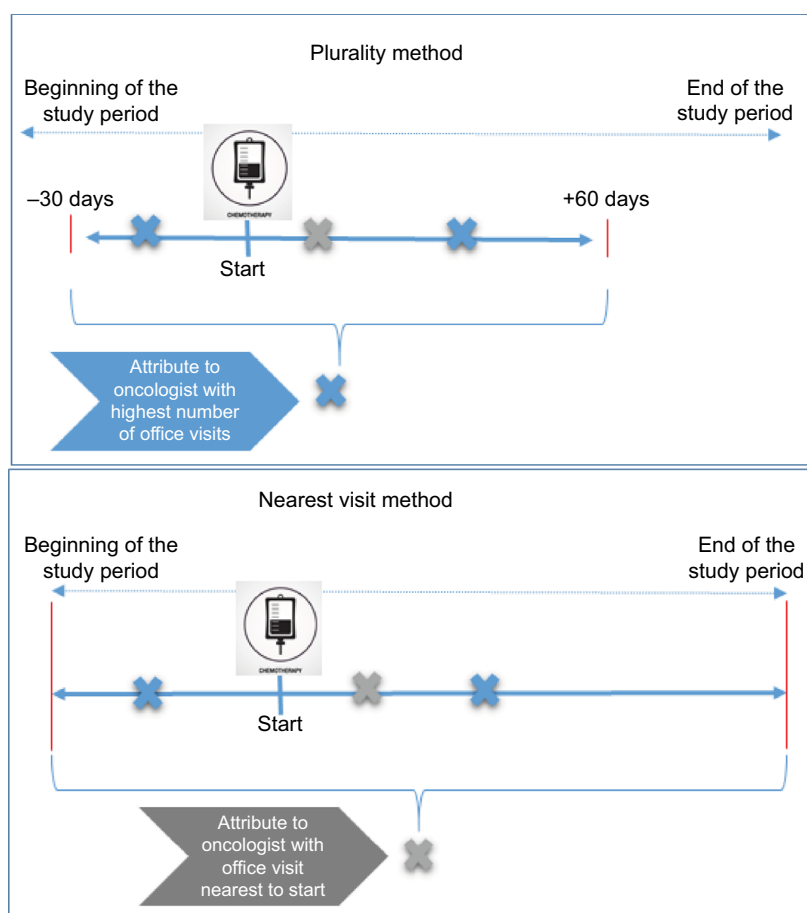 Plurality method
Beginning of the
study period
End of the
study period
CHEMOTHERAPY
–30 days
+60 days
Start
Attribute to
oncologist with
highest number
of office visits
Nearest visit method
Beginning of the
study period
End of the
study period
CHEMOTHERAPY
Start
Attribute to
oncologist with
office visit
nearest to start